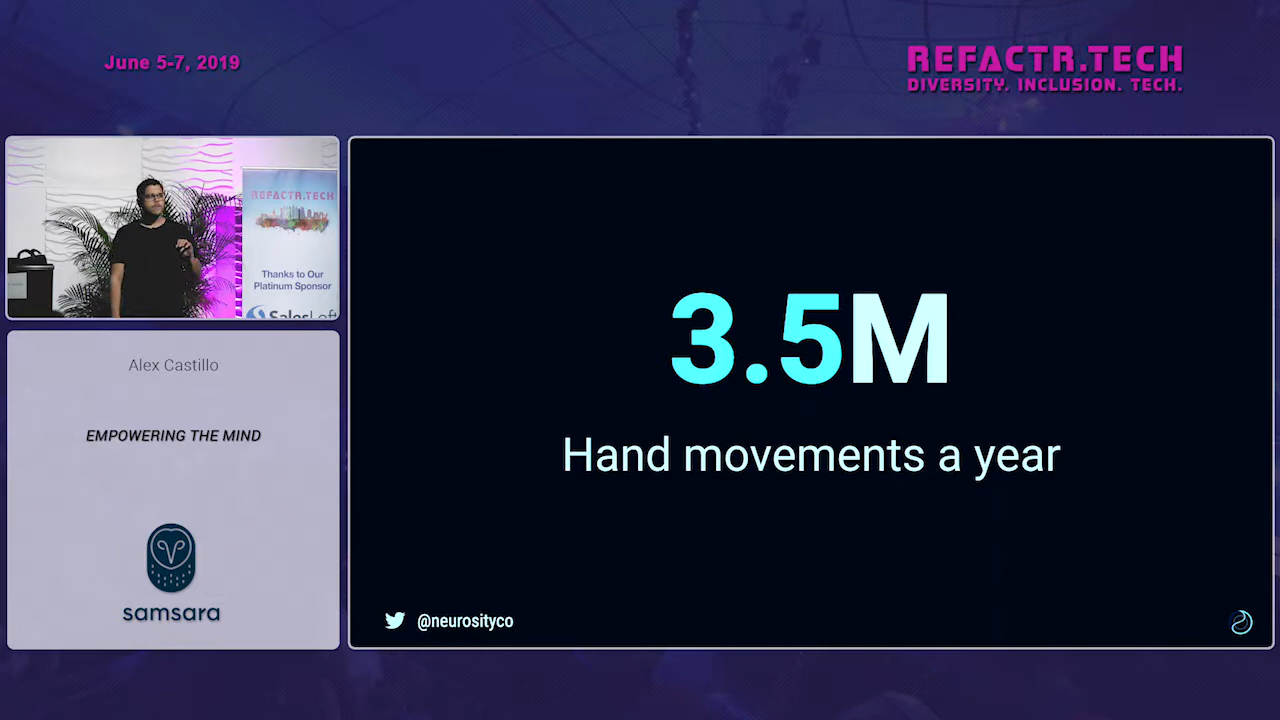 June 5-7, 2019
REFACTR.TECH
DIVERSITY. INCLUSION. TECH.
REFACTR.TECH
Thanks to Our
Platinum Sponsor
SalesLoft
Alex Castillo
EMPOWERING THE MIND
samsara
3.5M
Hand movements a year
@neurosityco